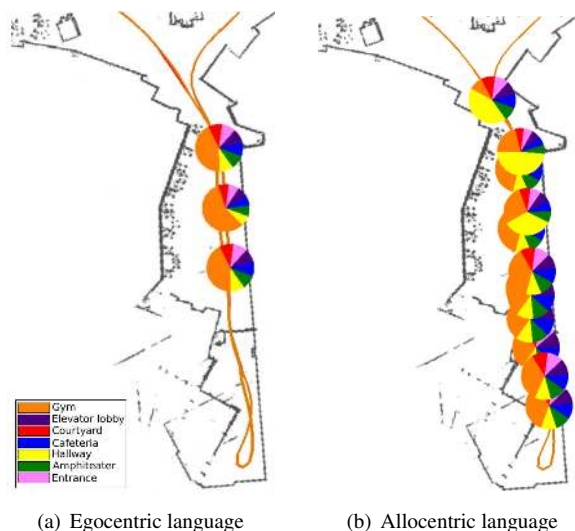 Gym
Elevator lobby
Courtyard
Cafeteria
Hallway
Amphiteater
Entrance
(a) Egocentric language
(b) Allocentric language